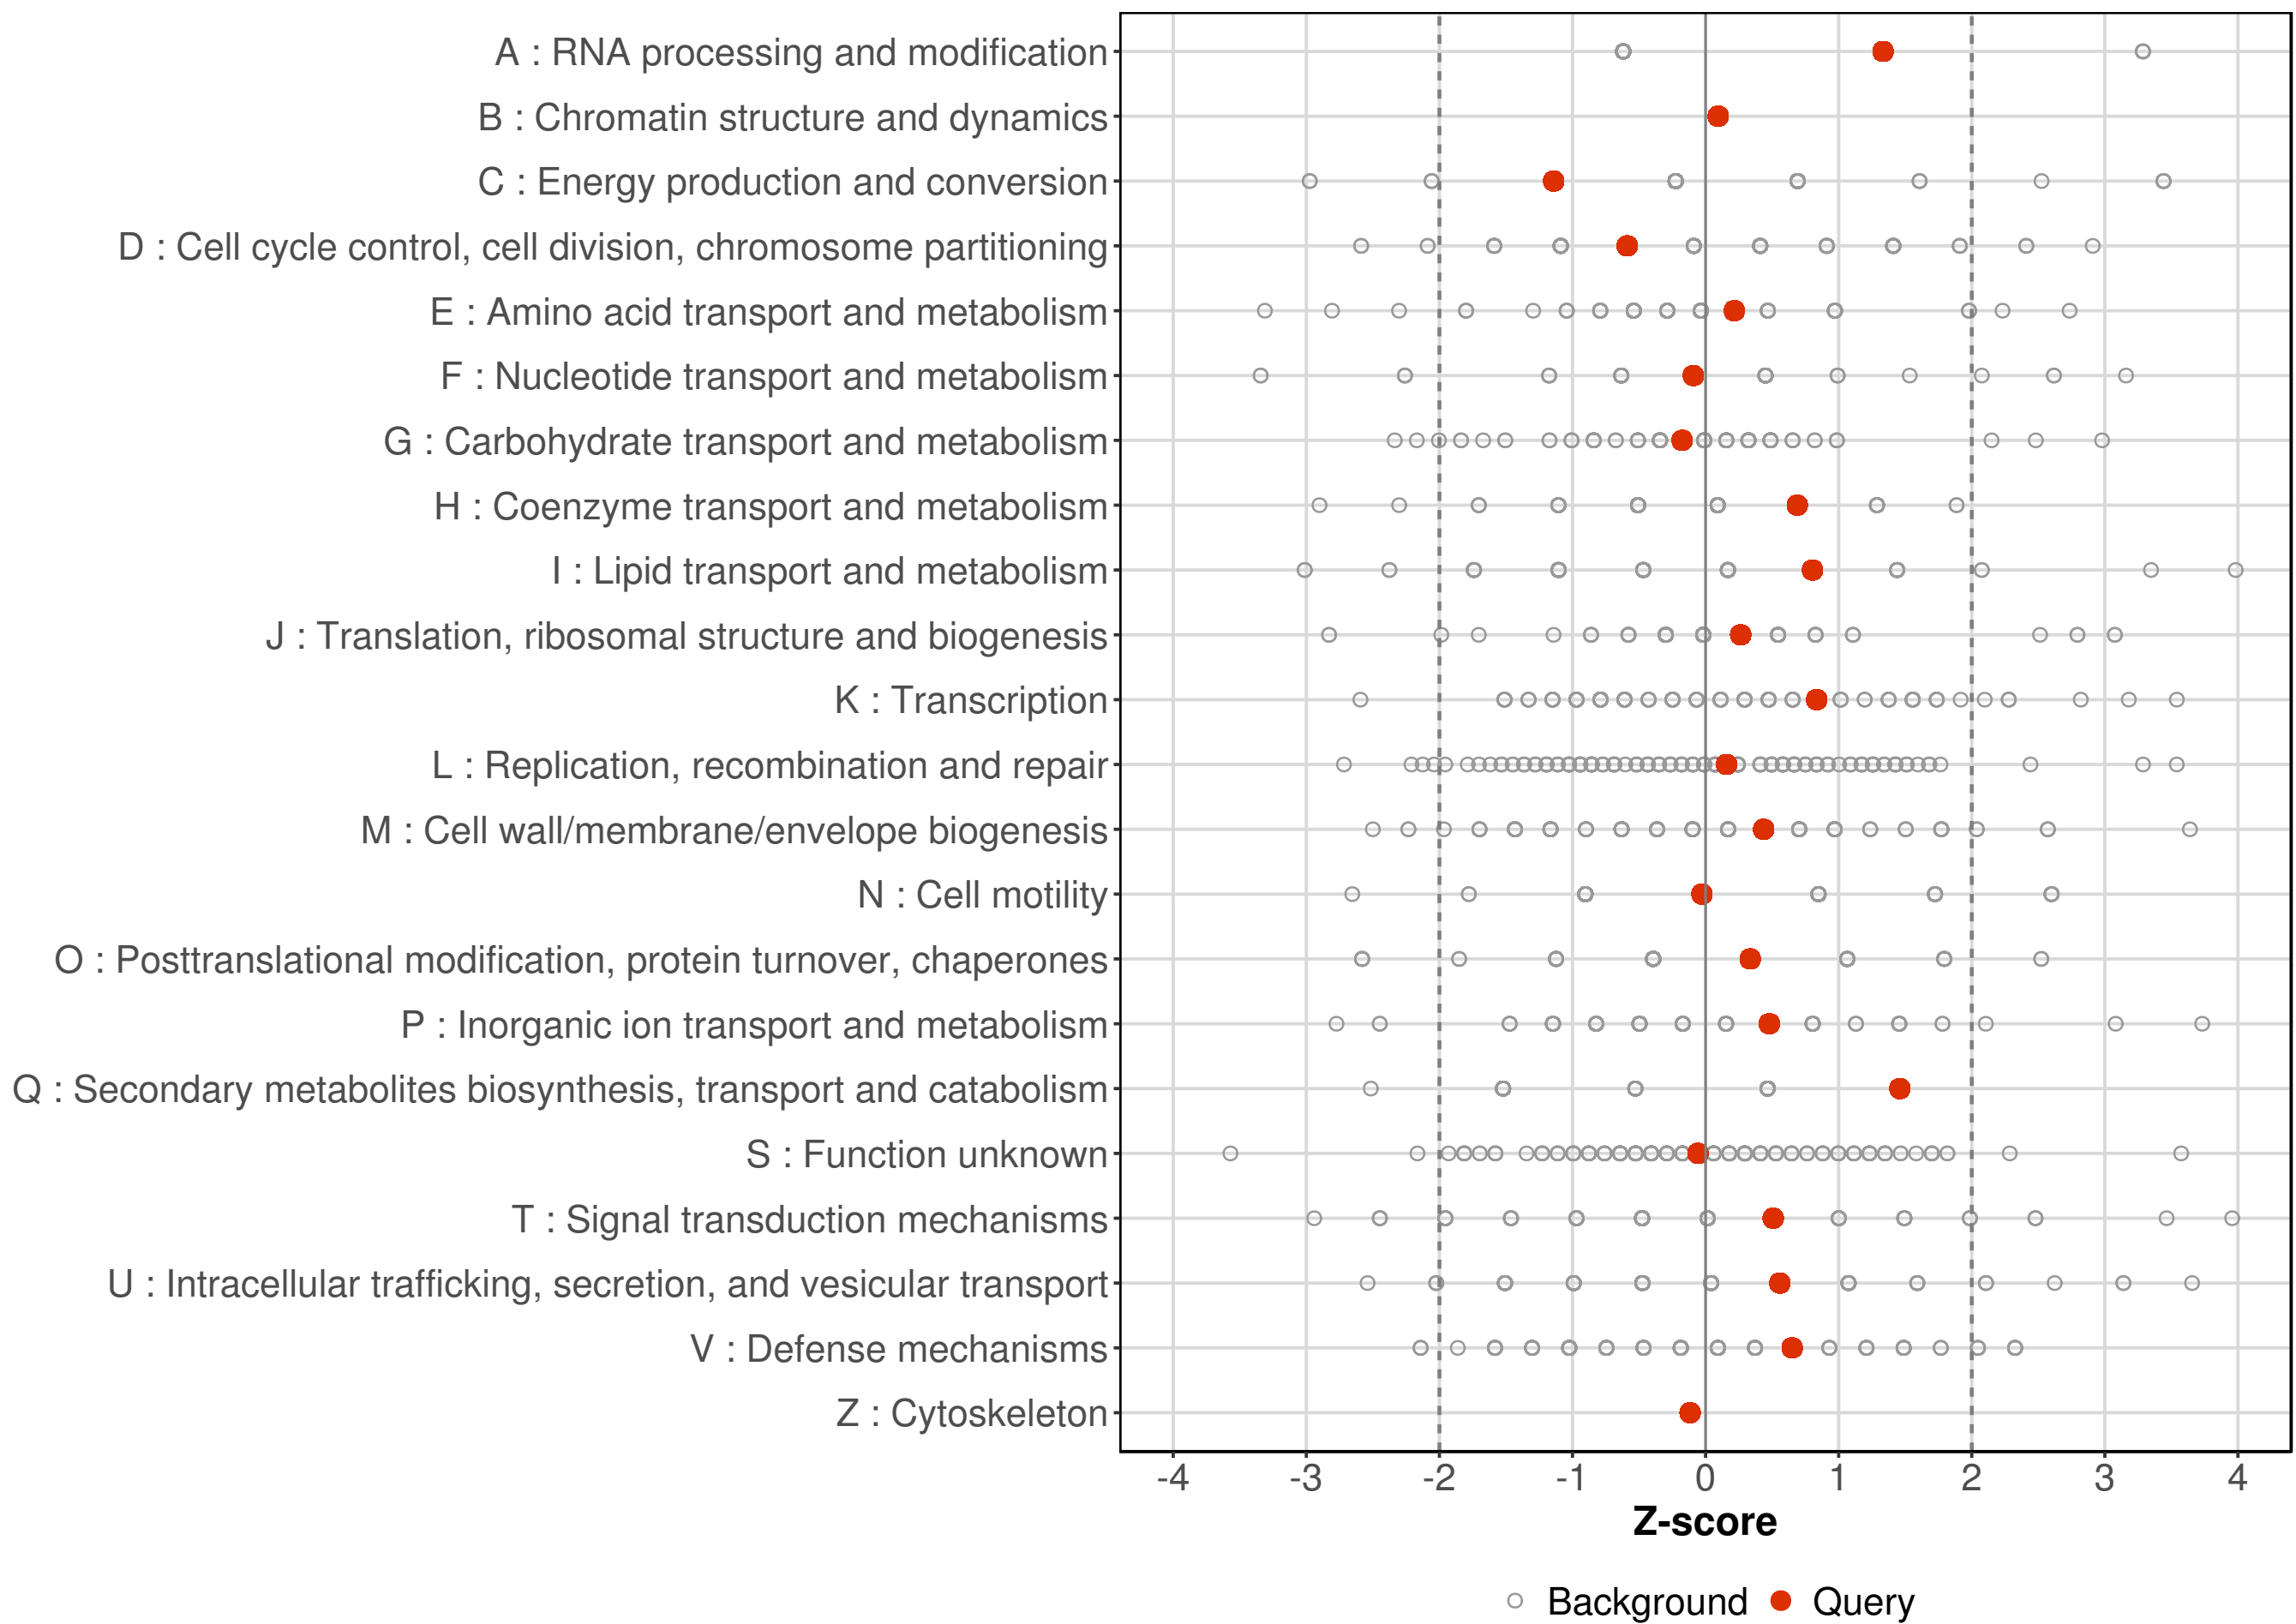 A : RNA processing and modification
B : Chromatin structure and dynamics
C : Energy production and conversion
D : Cell cycle control, cell division, chromosome partitioning
E : Amino acid transport and metabolism
F : Nucleotide transport and metabolism
G : Carbohydrate transport and metabolism
H : Coenzyme transport and metabolism
I : Lipid transport and metabolism
J : Translation, ribosomal structure and biogenesis
K : Transcription
L : Replication, recombination and repair
M : Cell wall/membrane/envelope biogenesis
N : Cell motility
O : Posttranslational modification, protein turnover, chaperones
P : Inorganic ion transport and metabolism
Q : Secondary metabolites biosynthesis, transport and catabolism
S : Function unknown
T : Signal transduction mechanisms
U : Intracellular trafficking, secretion, and vesicular transport
V : Defense mechanisms
Z : Cytoskeleton
-4 -3 -2 -1 0 1 2 3 4
Z-score
Background Query